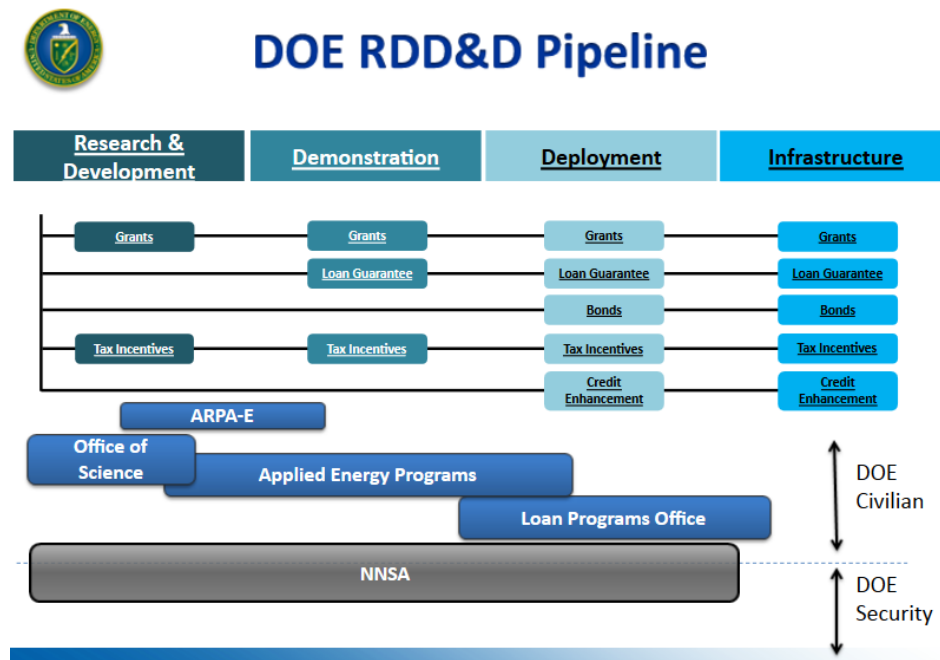 DOE RDD&D Pipeline
Research &
Development
Demonstration
Deployment
Infrastructure
Grants
Grants
Grants
Grants
Loan Guarantee
Loan Guarantee
Loan Guarantee
Bonds
Bonds
Tax Incentives
Tax Incentives
Tax Incentives
Tax Incentives
Credit
Enhancement
Credit
Enhancement
ARPA-E
Office of
Science
Applied Energy Programs
Loan Programs Office
DOE
Civilian
NNSA
DOE
Security